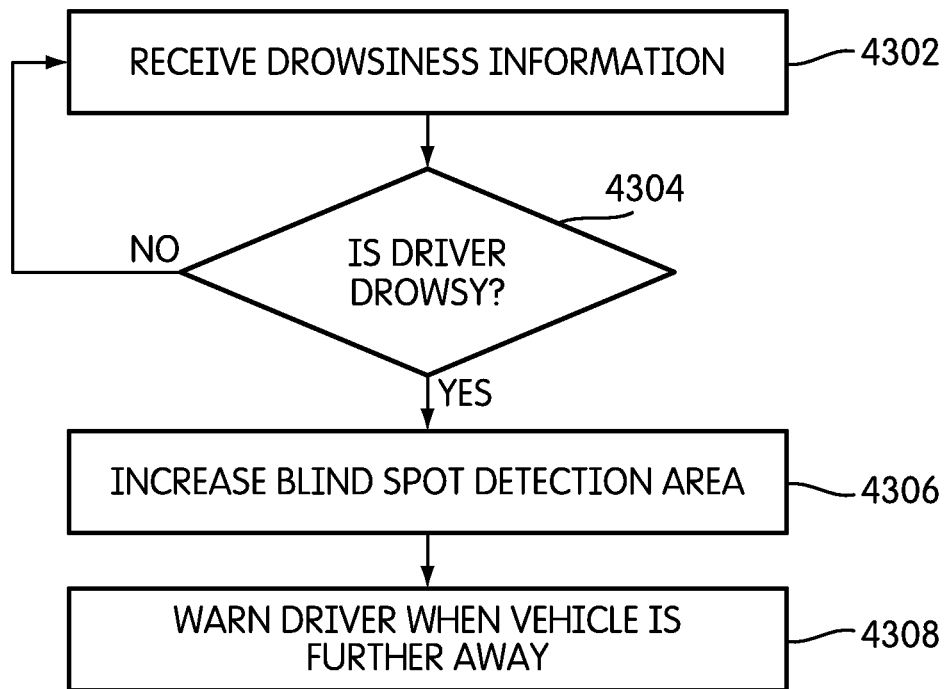 RECEIVE DROWSINESS INFORMATION
4302
4304
IS DRIVER
DROWSY?
NO
YES
INCREASE BLIND SPOT DETECTION AREA
4306
WARN DRIVER WHEN VEHICLE IS
FURTHER AWAY
4308